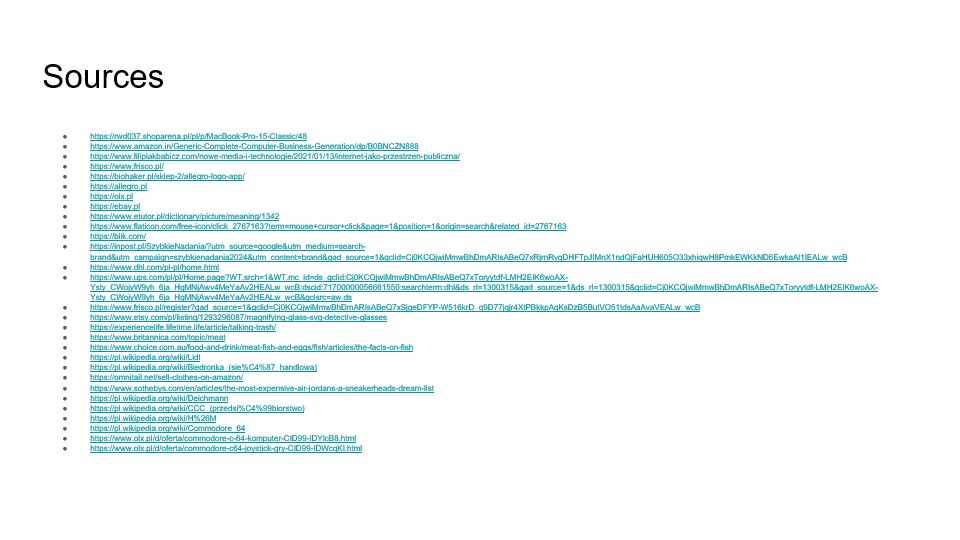 Sources
● https://rwd037.shoparena.pl/pl/p/MacBook-Pro-15-Classic/48
● https://www.amazon.in/Generic-Complete-Computer-Business-Generation/dp/B0BNCZN888
● https://www.filipiakbabicz.com/nowe-media-i-technologie/2021/01/13/internet-jako-przestrzen-publiczna/
● https://www.frisco.pl/
● https://biohaker.pl/sklep-2/allegro-logo-app/
● https://allegro.pl
● https://olx.pl
● https://ebay.pl
● https://www.etutor.pl/dictionary/picture/meaning/1342
● https://www.flaticon.com/free-icon/click_2767163?term=mouse+cursor+click&page=1&position=1&origin=search&related_id=2767163
● https://blik.com/
● https://inpost.pl/SzybkieNadania/?utm_source=google&utm_medium=search-
brand&utm_campaign=szybkienadania2024&utm_content=brand&gad_source=1&gclid=Cj0KCQjwiMmwBhDmARIsABeQ7xRjrnRvgDHFTpJIMnX1ndQjFaHUH605O33xhiqwH8PmkEWKkND6EwkaAl1IEALw_wcB
● https://www.dhl.com/pl-pl/home.html
● https://www.ups.com/pl/pl/Home.page?WT.srch=1&WT.mc_id=ds_gclid:Cj0KCQjwiMmwBhDmARIsABeQ7xTorytdf-LMH2EIK6woAX-
Ysty_CWojyW9yh_6ja_HgMNjAwv4MeYaAv2HEALw_wcB:dscid:71700000056661550:searchterm:dhl&ds_rl=1300315&gad_source=1&ds_rl=1300315&gclid=Cj0KCQjwiMmwBhDmARIsABeQ7xTorytdf-LMH2EIK6woAX-
Ysty_CWojyW9yh_6ja_HgMNjAwv4MeYaAv2HEALw_wcB&gclsrc=aw.ds
● https://www.frisco.pl/register?gad_source=1&gclid=Cj0KCQjwiMmwBhDmARIsABeQ7xSjgeDFYP-W516krD_q9D77jqjr4XtPBkkpAqKsDzB5ButVO51tdsAaAvaVEALw_wcB
● https://www.etsy.com/pl/listing/1293296087/magnifying-glass-svg-detective-glasses
● https://experiencelife.lifetime.life/article/talking-trash/
● https://www.britannica.com/topic/meat
● https://www.choice.com.au/food-and-drink/meat-fish-and-eggs/fish/articles/the-facts-on-fish
● https://pl.wikipedia.org/wiki/Lidl
● https://pl.wikipedia.org/wiki/Biedronka_(sie%C4%87_handlowa)
● https://omnitail.net/sell-clothes-on-amazon/
● https://www.sothebys.com/en/articles/the-most-expensive-air-jordans-a-sneakerheads-dream-list
● https://pl.wikipedia.org/wiki/Deichmann
● https://pl.wikipedia.org/wiki/CCC_(przedsi%C4%99biorstwo)
● https://pl.wikipedia.org/wiki/H%26M
● https://pl.wikipedia.org/wiki/Commodore_64
● https://www.olx.pl/d/oferta/commodore-c-64-komputer-CID99-IDYIcB8.html
● https://www.olx.pl/d/oferta/commodore-c64-joystick-gry-CID99-IDWcqKI.html